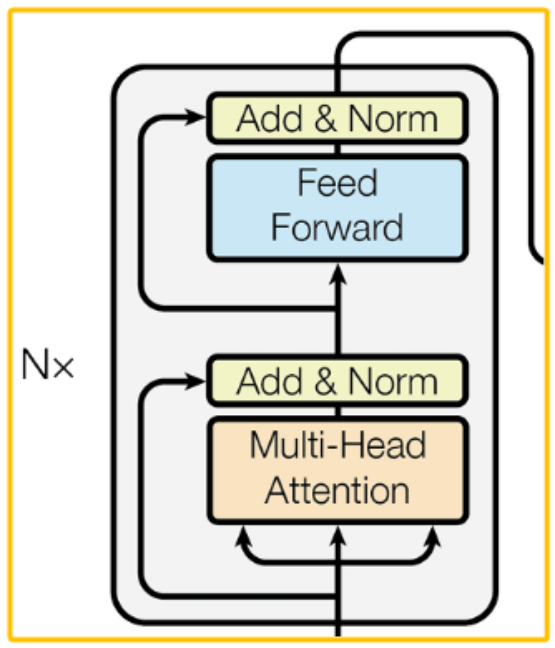 Add & Norm
Feed
Forward
Nx
Add & Norm
Multi-Head
Attention